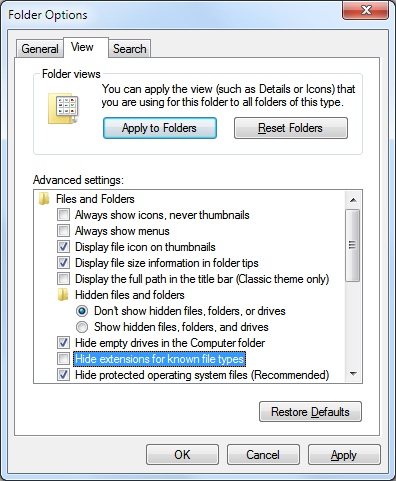 Folder Options
General
View
Search
Folder views
You can apply the view (such as Details or Icons) that
you are using for this folder to all folders of this type.
Apply to Folders
Reset Folders
Advanced settings:
Files and Folders
Always show icons, never thumbnails
Always show menus
Display file icon on thumbnails
Display file size information in folder tips
Display the full path in the title bar (Classic theme only)
Hidden files and folders
Don't show hidden files, folders, or drives
Show hidden files, folders, and drives
Hide empty drives in the Computer folder
Hide extensions for known file types
Hide protected operating system files (Recommended)
Restore Defaults
OK
Cancel
Apply